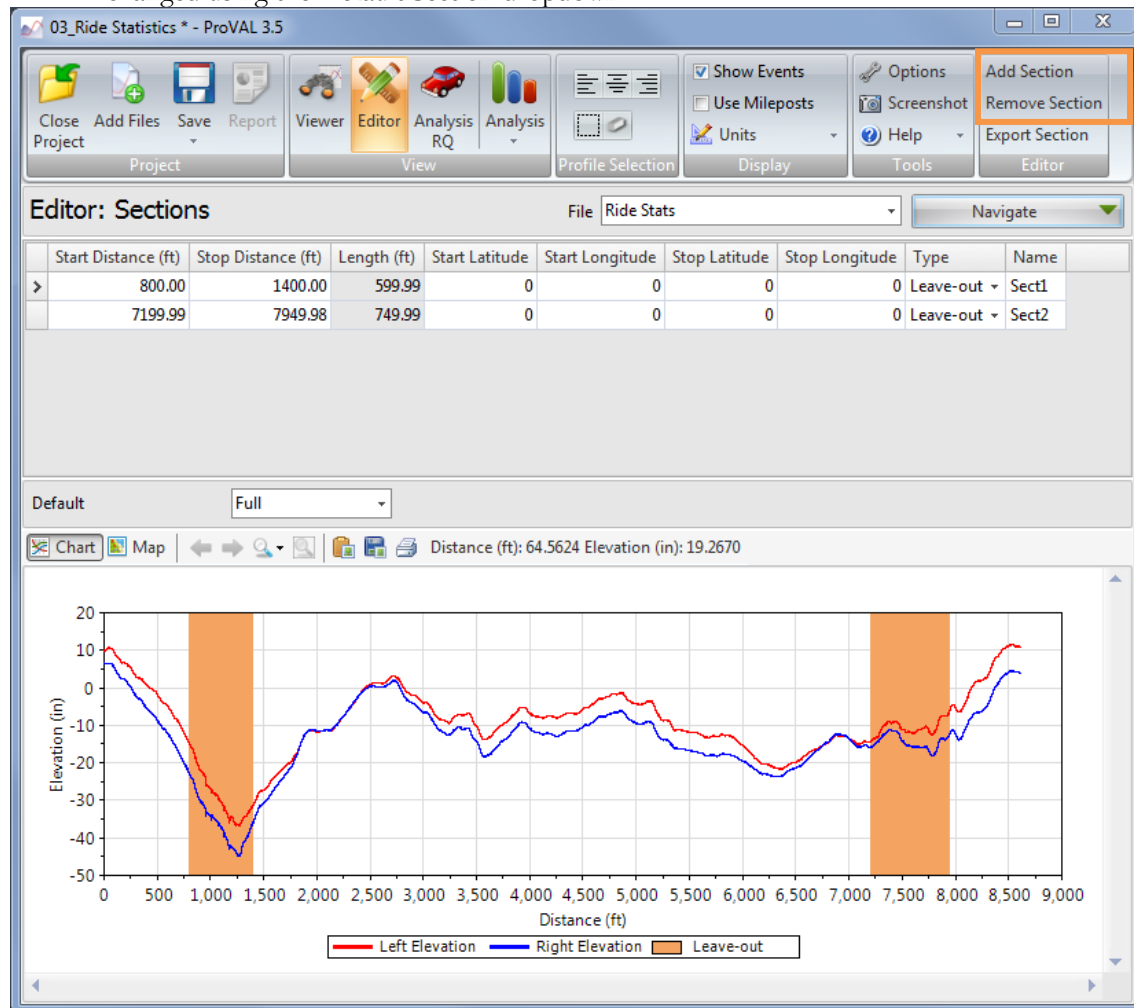 changed using the Default Section dropdown
03_Ride Statistics * - ProVAL 3.5
Close Project
Add Files
Save
Report
Project
Viewer
Editor
Analysis RQ
Analysis
View
Profile Selection
Show Events
Use Mileposts
Units
Display
Options
Screenshot
Help
Tools
Add Section
Remove Section
Export Section
Editor
Editor: Sections
File Ride Stats
Navigate
Start Distance (ft) Stop Distance (ft) Length (ft) Start Latitude Start Longitude Stop Latitude Stop Longitude Type Name
800.00 1400.00 599.99 0 0 0 0 Leave-out Sect1
7199.99 7949.98 749.99 0 0 0 0 Leave-out Sect2
Default Full
Chart Map Distance (ft): 64.5624 Elevation (in): 19.2670
Elevation (in)
20
10
0
-10
-20
-30
-40
-50
0 500 1,000 1,500 2,000 2,500 3,000 3,500 4,000 4,500 5,000 5,500 6,000 6,500 7,000 7,500 8,000 8,500 9,000
Distance (ft)
Left Elevation Right Elevation Leave-out